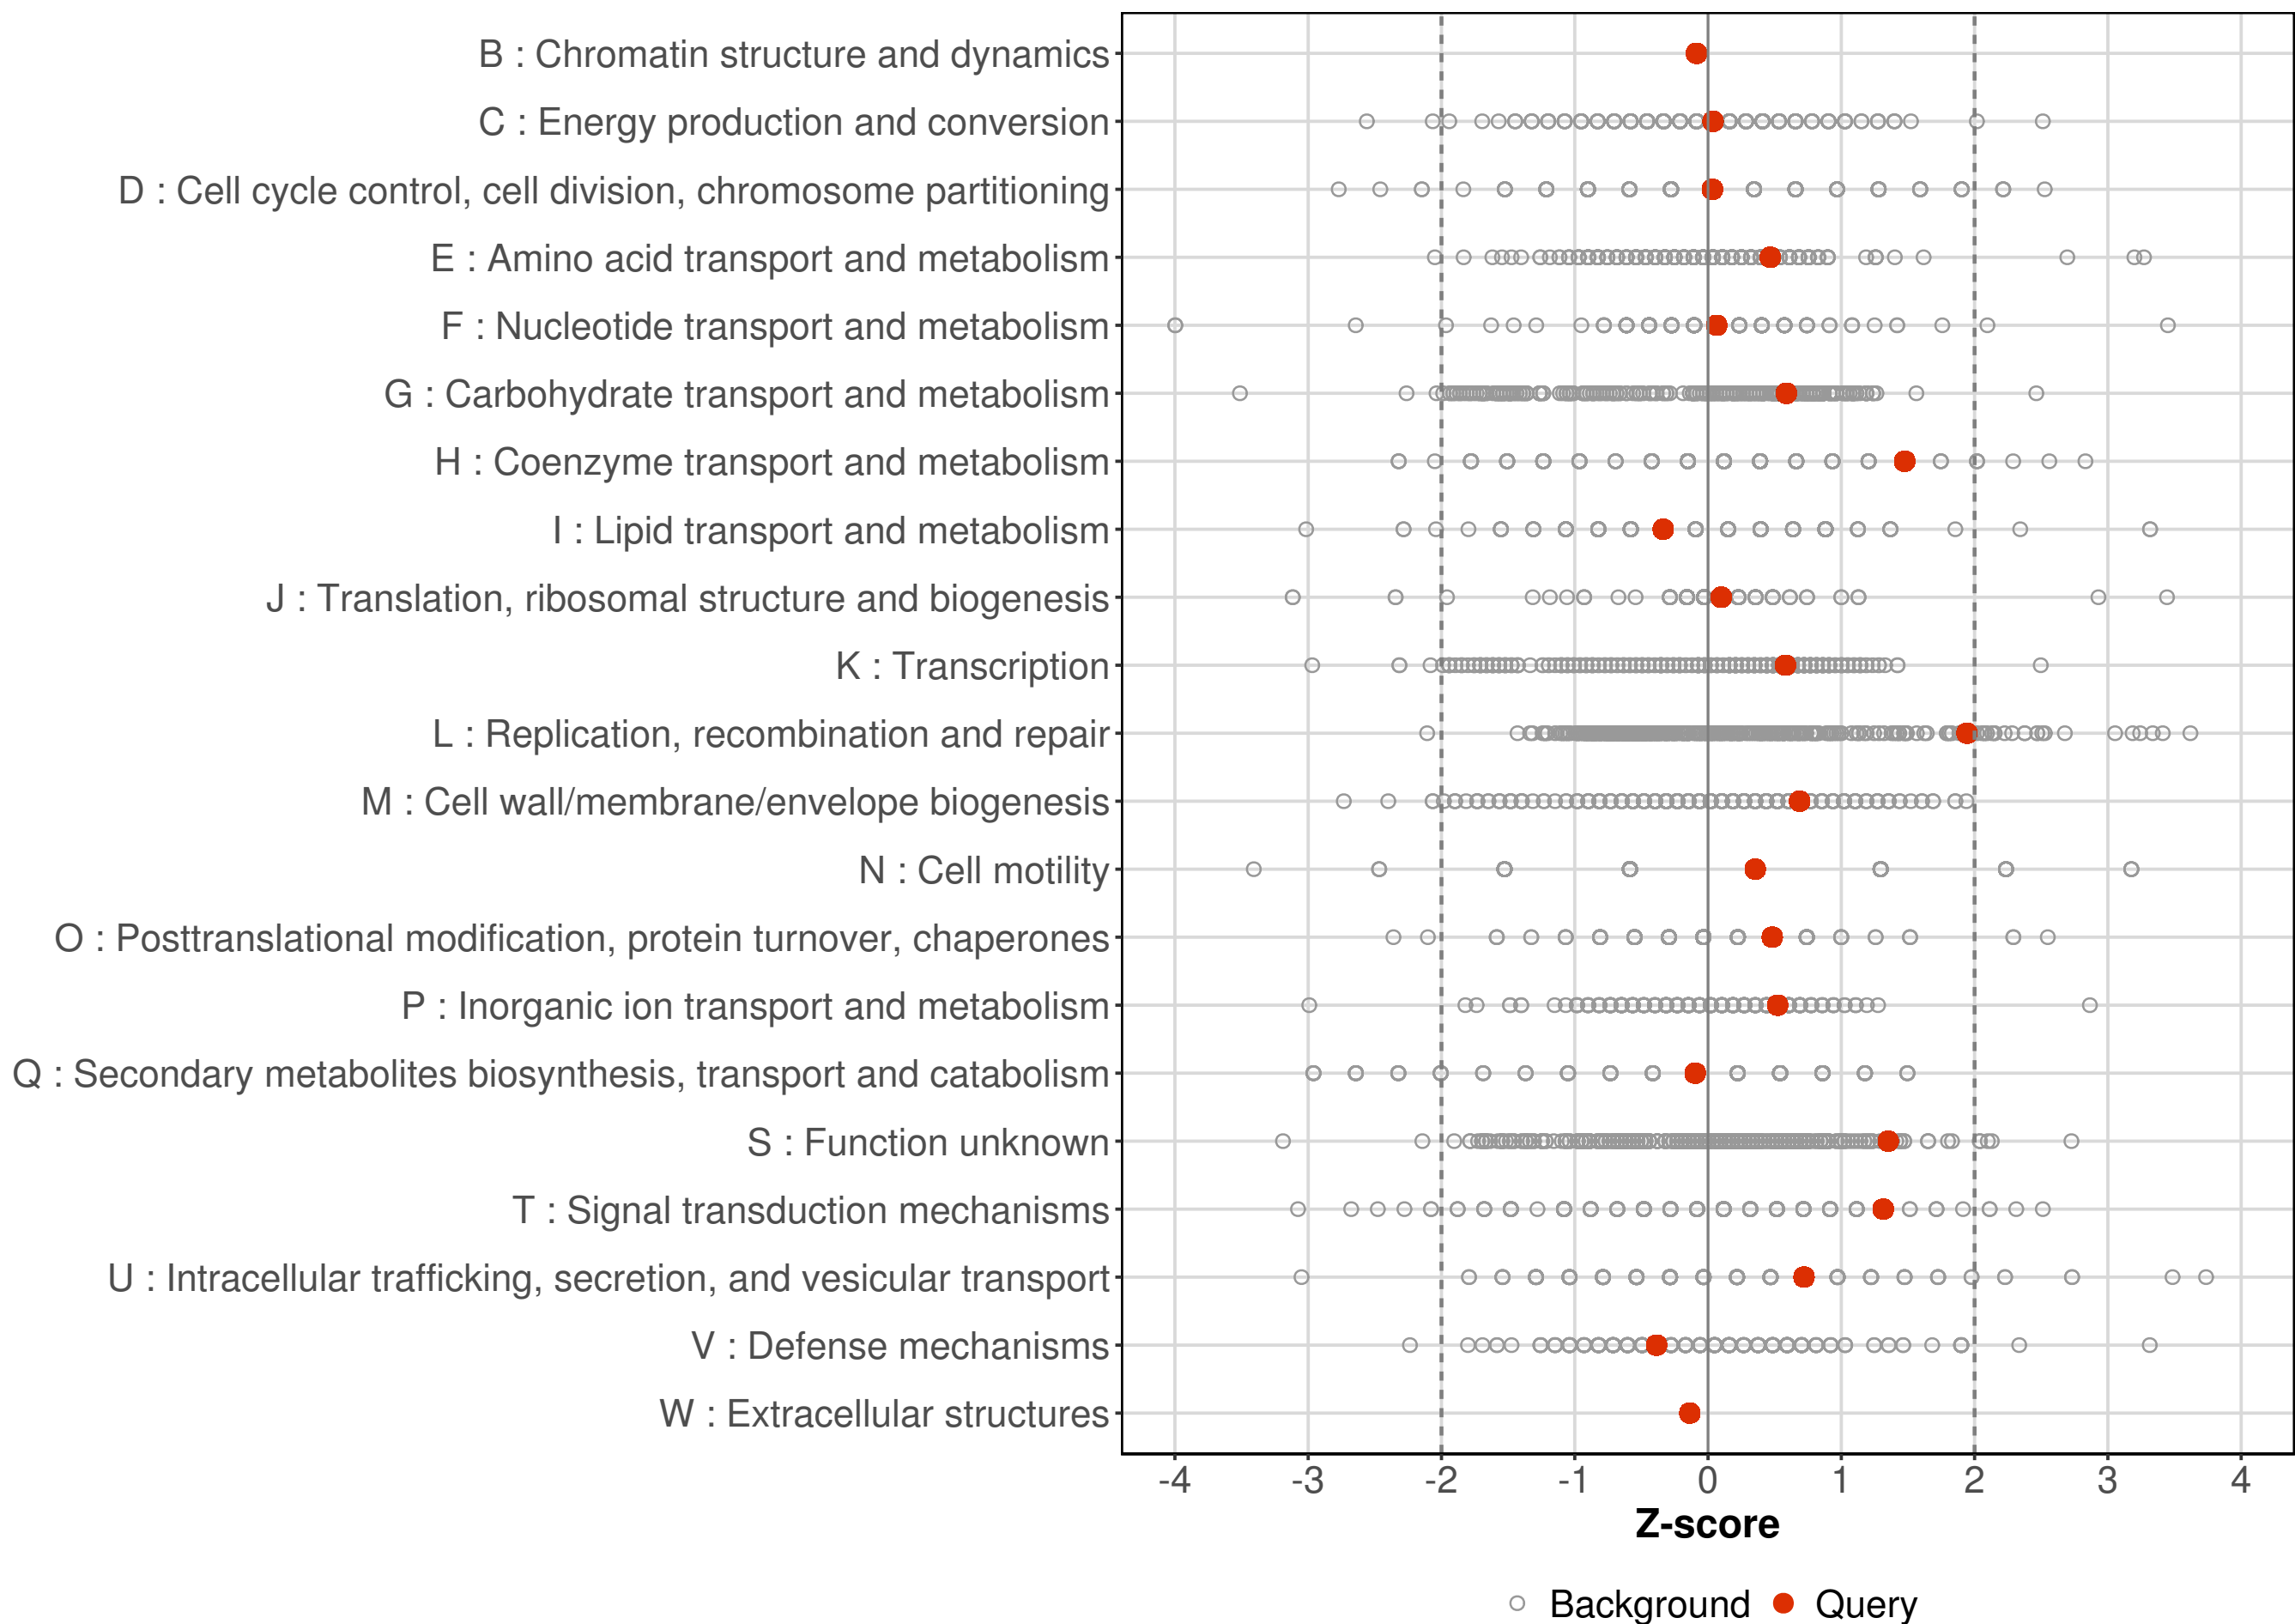 B : Chromatin structure and dynamics
C : Energy production and conversion
D : Cell cycle control, cell division, chromosome partitioning
E : Amino acid transport and metabolism
F : Nucleotide transport and metabolism
G : Carbohydrate transport and metabolism
H : Coenzyme transport and metabolism
I : Lipid transport and metabolism
J : Translation, ribosomal structure and biogenesis
K : Transcription
L : Replication, recombination and repair
M : Cell wall/membrane/envelope biogenesis
N : Cell motility
O : Posttranslational modification, protein turnover, chaperones
P : Inorganic ion transport and metabolism
Q : Secondary metabolites biosynthesis, transport and catabolism
S : Function unknown
T : Signal transduction mechanisms
U : Intracellular trafficking, secretion, and vesicular transport
V : Defense mechanisms
W : Extracellular structures
-4 -3 -2 -1 0 1 2 3 4
Z-score
Background Query